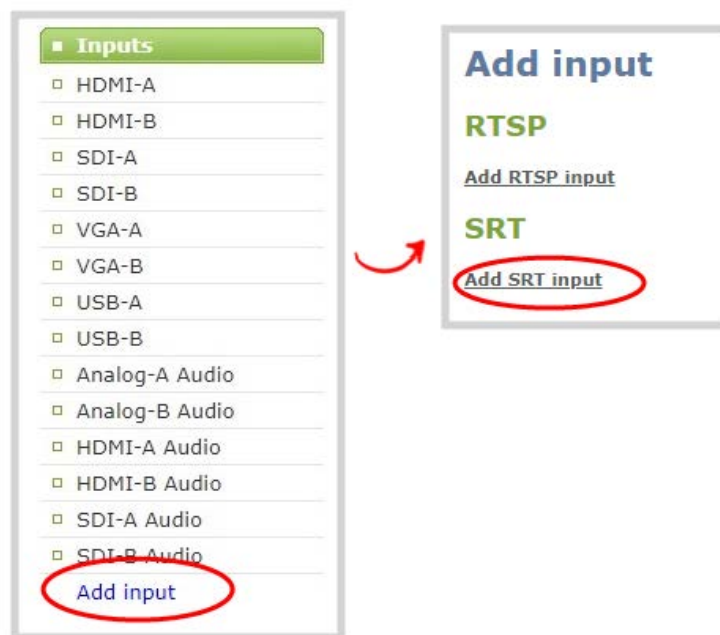 Inputs
HDMI-A
HDMI-B
SDI-A
SDI-B
VGA-A
VGA-B
USB-A
USB-B
Analog-A Audio
Analog-B Audio
HDMI-A Audio
HDMI-B Audio
SDI-A Audio
SDI-B Audio
Add input
Add input
RTSP
Add RTSP input
SRT
Add SRT input